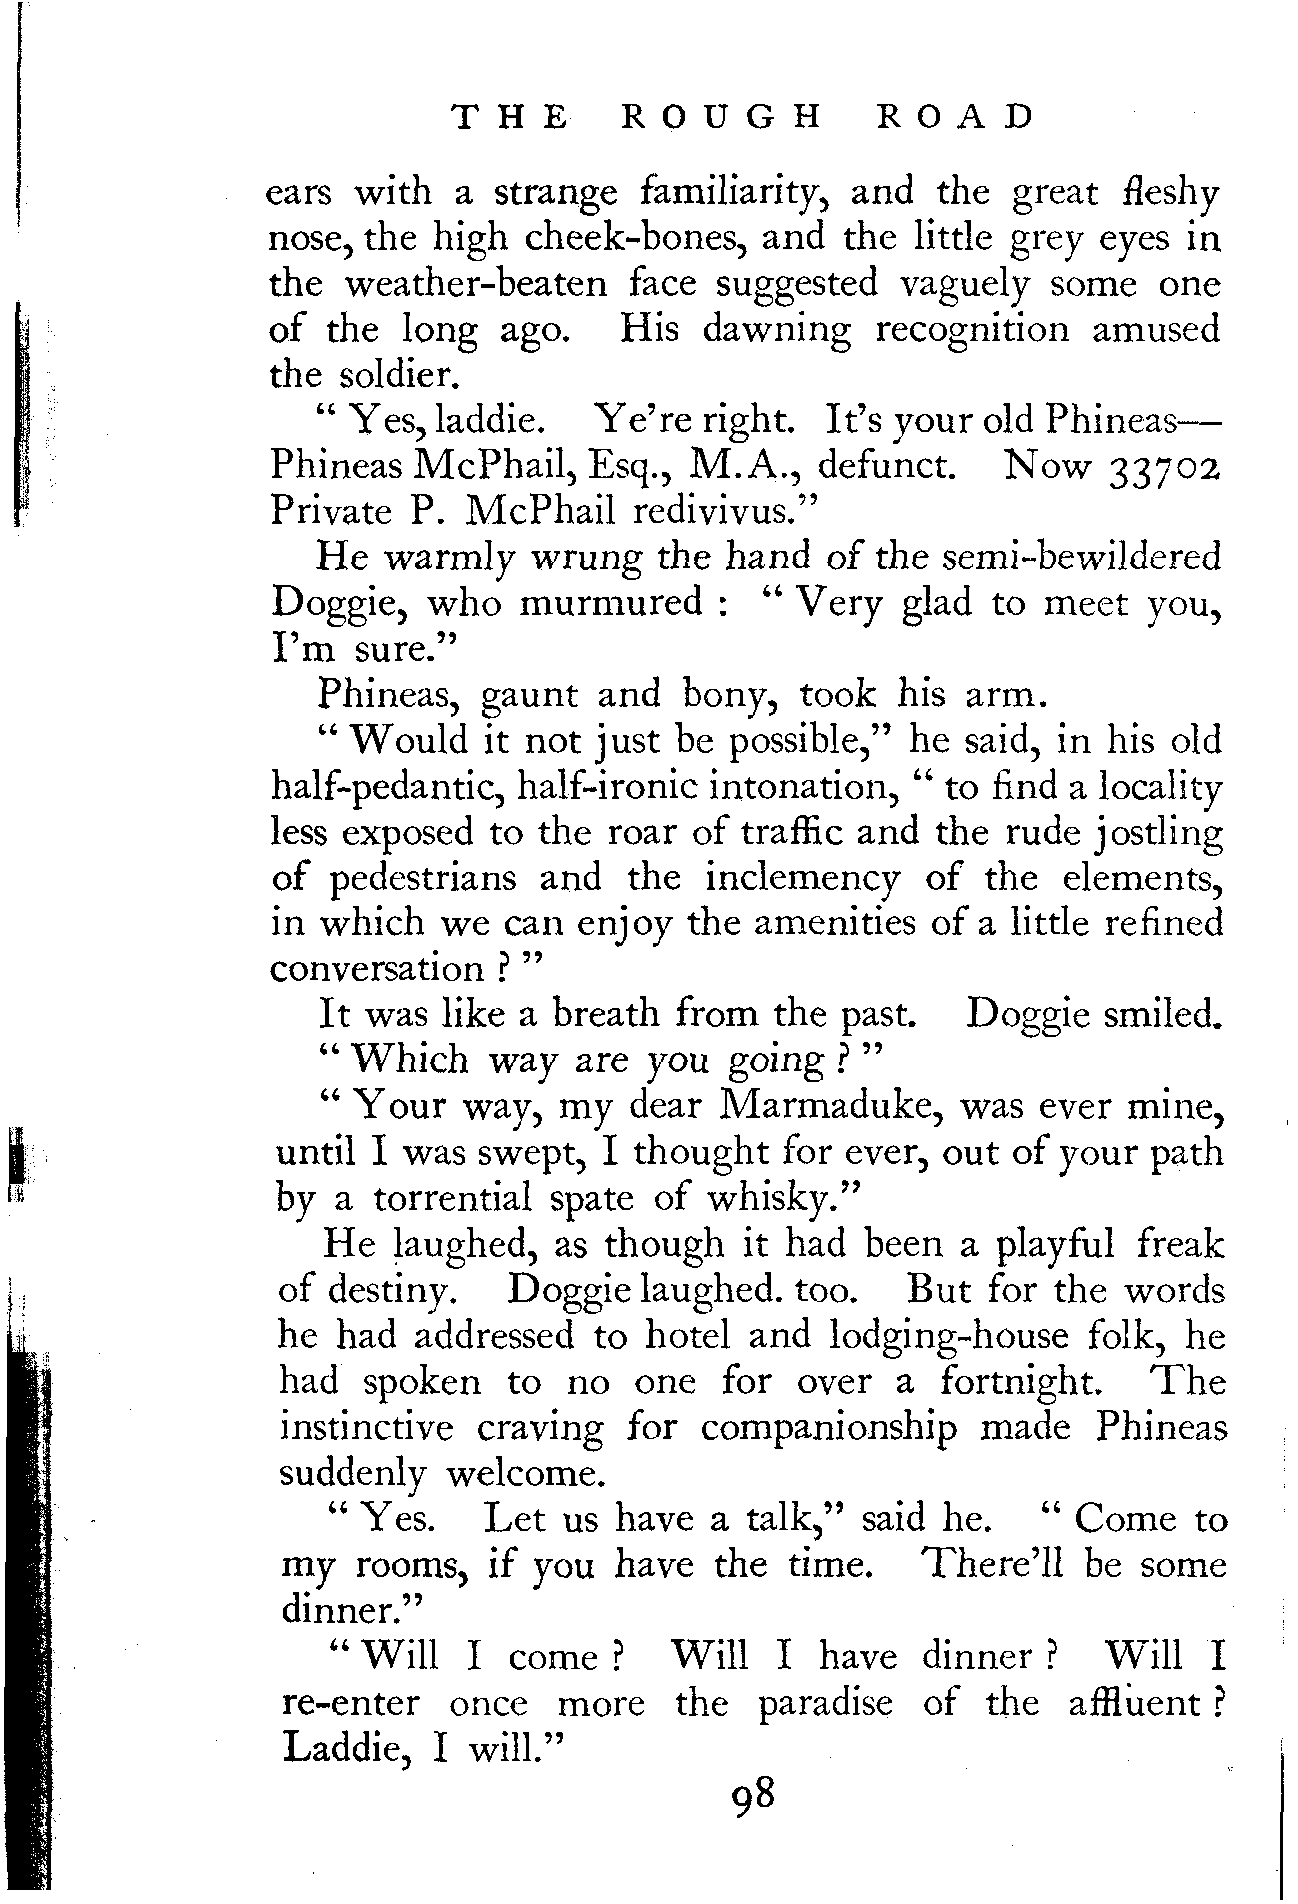 THE ROUGH ROAD
ears with a strange familiarity, and the great fleshy
nose, the high cheek-bones, and the little grey eyes in
the weather-beaten face suggested vaguely some one
of the long ago. His dawning recognition amused
the soldier.
“ Yes, laddie. Ye’re right. It’s your old Phineas—
Phineas McPhail, Esq., M.A., defunct. Now 33702
Private P. McPhail redivivus.”
He warmly wrung the hand of the semi-bewildered
Doggie, who murmured : “ Very glad to meet you,
I’m sure.”
Phineas, gaunt and bony, took his arm.
“ Would it not just be possible,” he said, in his old
half-pedantic, half-ironic intonation, “ to find a locality
less exposed to the roar of traffic and the rude jostling
of pedestrians and the inclemency of the elements,
in which we can enjoy the amenities of a little refined
conversation ? ”
It was like a breath from the past. Doggie smiled.
“ Which way are you going ? ”
“ Your way, my dear Marmaduke, was ever mine,
until I was swept, I thought for ever, out of your path
by a torrential spate of whisky.”
He laughed, as though it had been a playful freak
of destiny. Doggie laughed. too. But for the words
he had addressed to hotel and lodging-house folk, he
had spoken to no one for over a fortnight. The
instinctive craving for companionship made Phineas
suddenly welcome.
“ Yes. Let us have a talk,” said he. “ Come to
my rooms, if you have the time. There’ll be some
dinner.”
“ Will I come ? Will I have dinner ? Will I
re-enter once more the paradise of the affluent ?
Laddie, I will.”
98